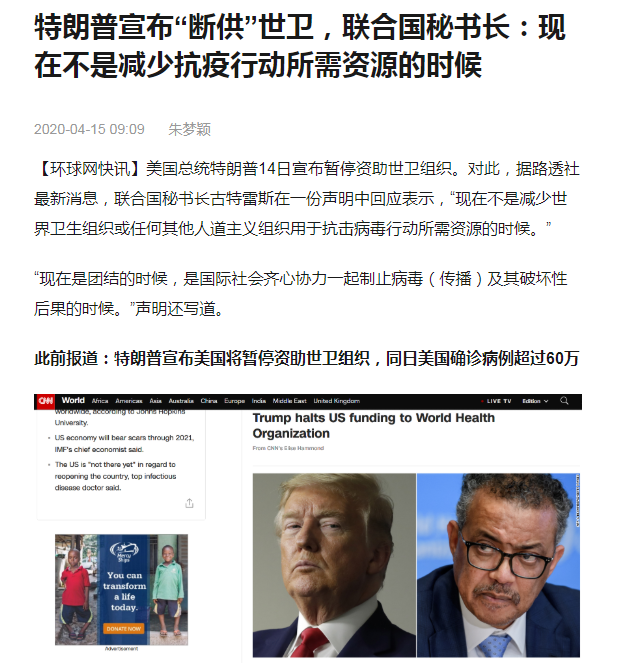 特朗普宣布“断供”世卫，联合国秘书长：现
在不是减少抗疫行动所需资源的时候
2020-04-15 09:09 朱梦颖
【环球网快讯】美国总统特朗普14日宣布暂停资助世卫组织。对此，据路透社
最新消息，联合国秘书长古特雷斯在一份声明中回应表示，“现在不是减少世
界卫生组织或任何其他人道主义组织用于抗击病毒行动所需资源的时候。”
“现在是团结的时候，是国际社会齐心协力一起制止病毒（传播）及其破坏性
后果的时候。”声明还写道。
此前报道：特朗普宣布美国将暂停资助世卫组织，同日美国确诊病例超过60万
CNN World Africa Americas Asia Australia China Europe India Middle East United Kingdom LIVE TV Edition
worldwide, according to Johns Hopkins
University.
US economy will bear scars through 2021,
IMF's chief economist said.
The US is "not there yet" in regard to
reopening the country, top infectious
disease doctor said.
Trump halts US funding to World Health
Organization
From CNN's Elise Hammond
Mercy
Ships
You can
transform
a life
today.
DONATE NOW
Advertisement